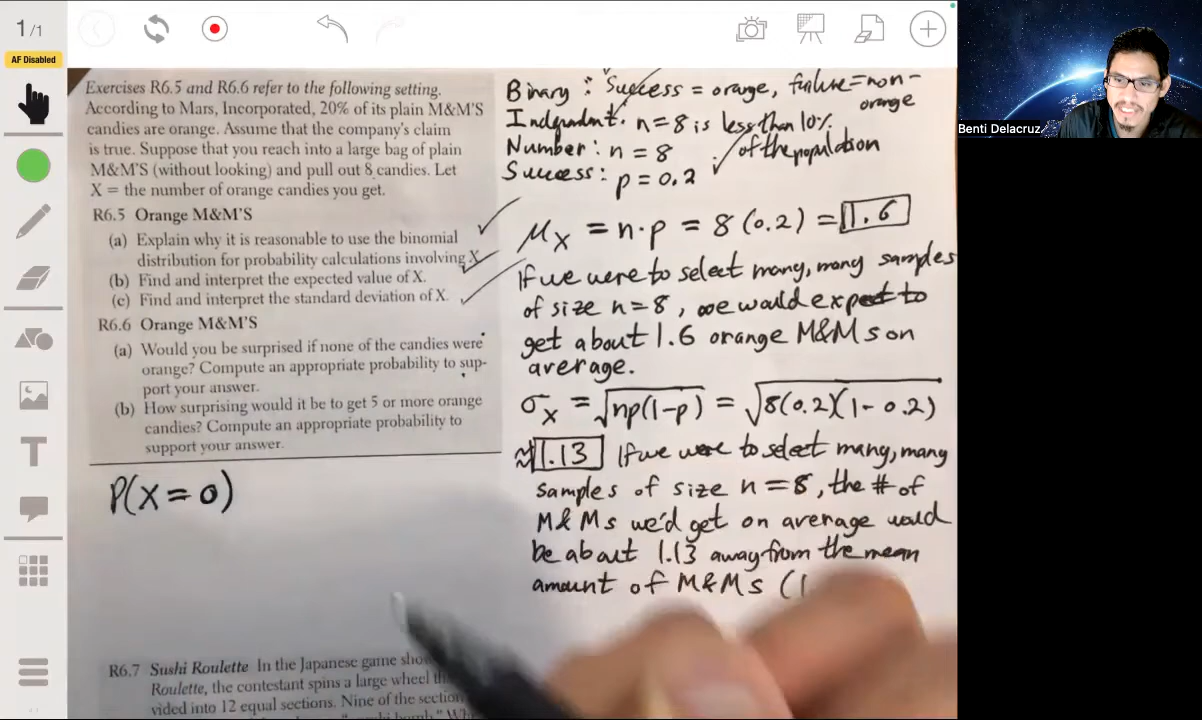 1/1
AF Disabled
Exercises R6.5 and R6.6 refer to the following setting.
According to Mars, Incorporated, 20% of its plain M&M'S
candies are orange. Assume that the company's claim
is true. Suppose that you reach into a large bag of plain
M&M'S (without looking) and pull out 8 candies. Let
X = the number of orange candies you get.
R6.5 Orange M&M'S
(a) Explain why it is reasonable to use the binomial
distribution for probability calculations involving X.
(b) Find and interpret the expected value of X.
(c) Find and interpret the standard deviation of X.
R6.6 Orange M&M'S
(a) Would you be surprised if none of the candies were
orange? Compute an appropriate probability to sup-
port your answer.
(b) How surprising would it be to get 5 or more orange
candies? Compute an appropriate probability to
support your answer.
P(X = 0)
R6.7 Sushi Roulette In the Japanese game
Roulette, the contestant spins a large wheel
vided into 12 equal sections. Nine of the
Binary: "Success = orange, failure = non-
orange
n = 8 is less than 10%
of the population
Number: n = 8
Success: p = 0.2
μx = n·p = 8(0.2) = 1.6
If we were to select many, many samples
of size n = 8, we would expect to
get about 1.6 orange M&Ms on
average.
σx = √np(1-p) = √8(0.2)(1-0.2)
≈ 1.13 If we were to select many, many
samples of size n = 8, the # of
M&Ms we'd get on average would
be about 1.13 away from the mean
amount of M&Ms (1
Benti Delacruz